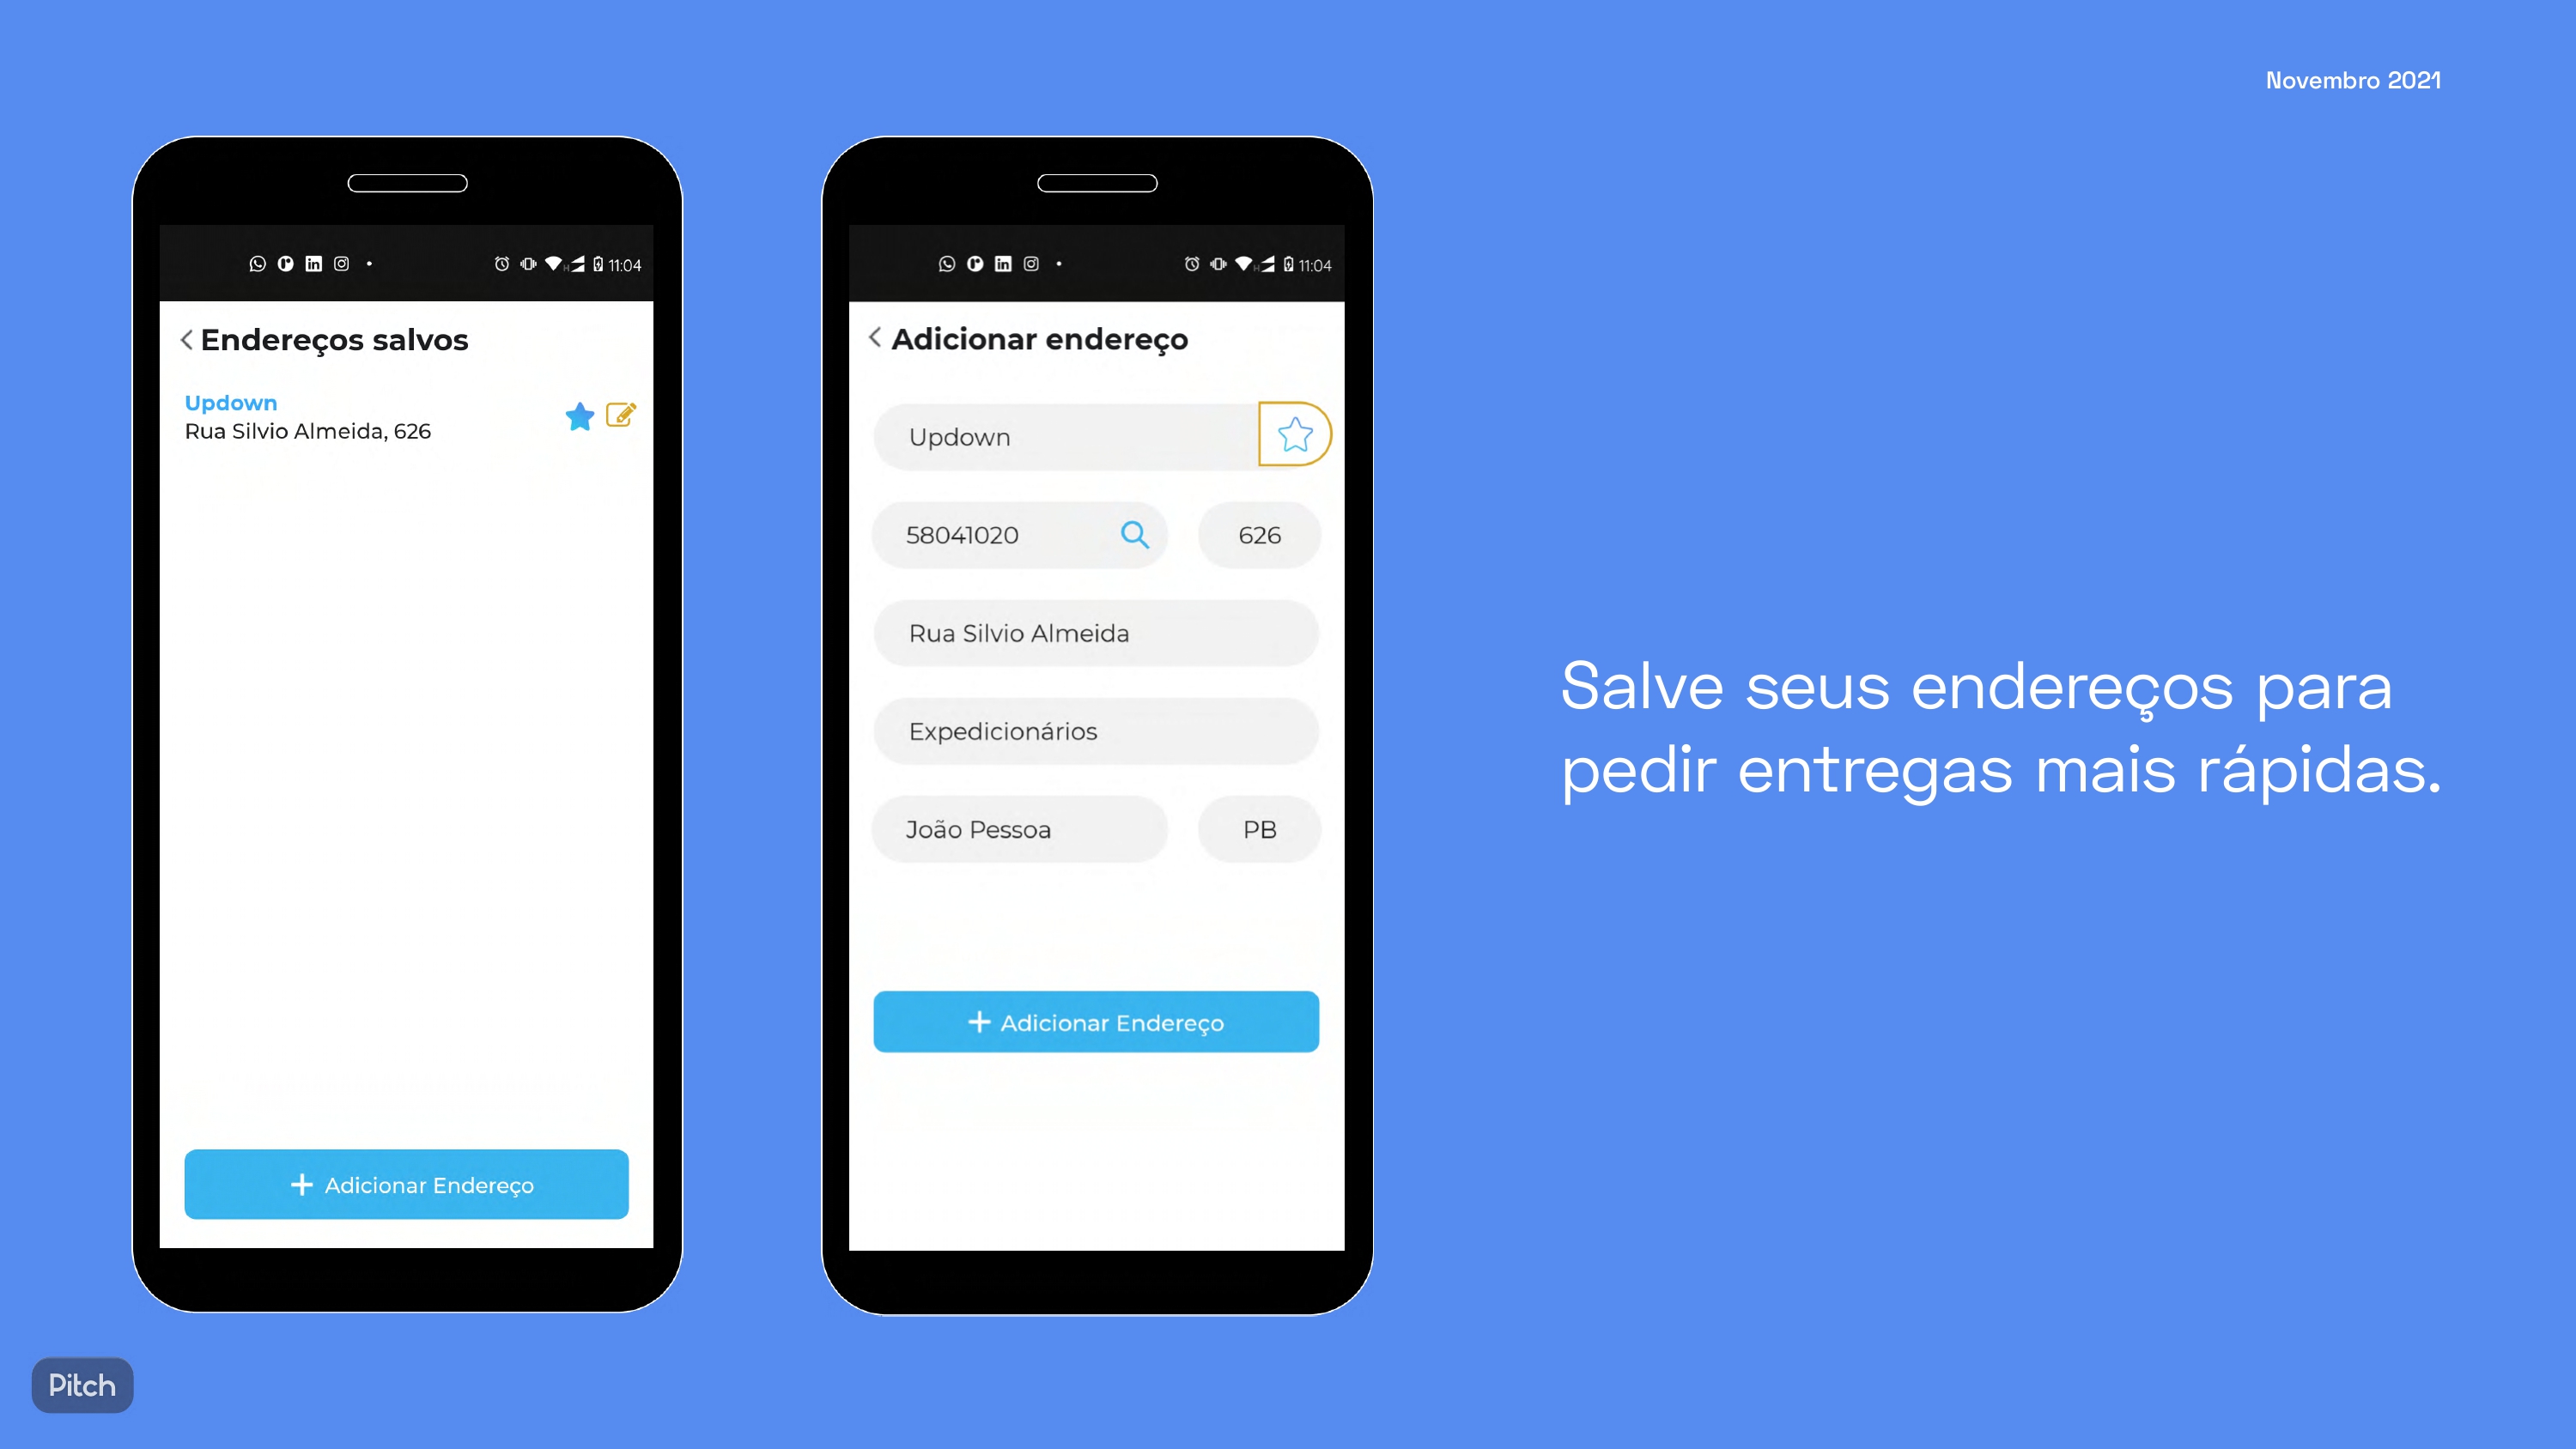 Novembro 2021
11:04
Endereços salvos
Updown
Rua Silvio Almeida, 626
+ Adicionar Endereço
11:04
Adicionar endereço
Updown
58041020
626
Rua Silvio Almeida
Expedicionários
João Pessoa
PB
+ Adicionar Endereço
Salve seus endereços para
pedir entregas mais rápidas.
Pitch